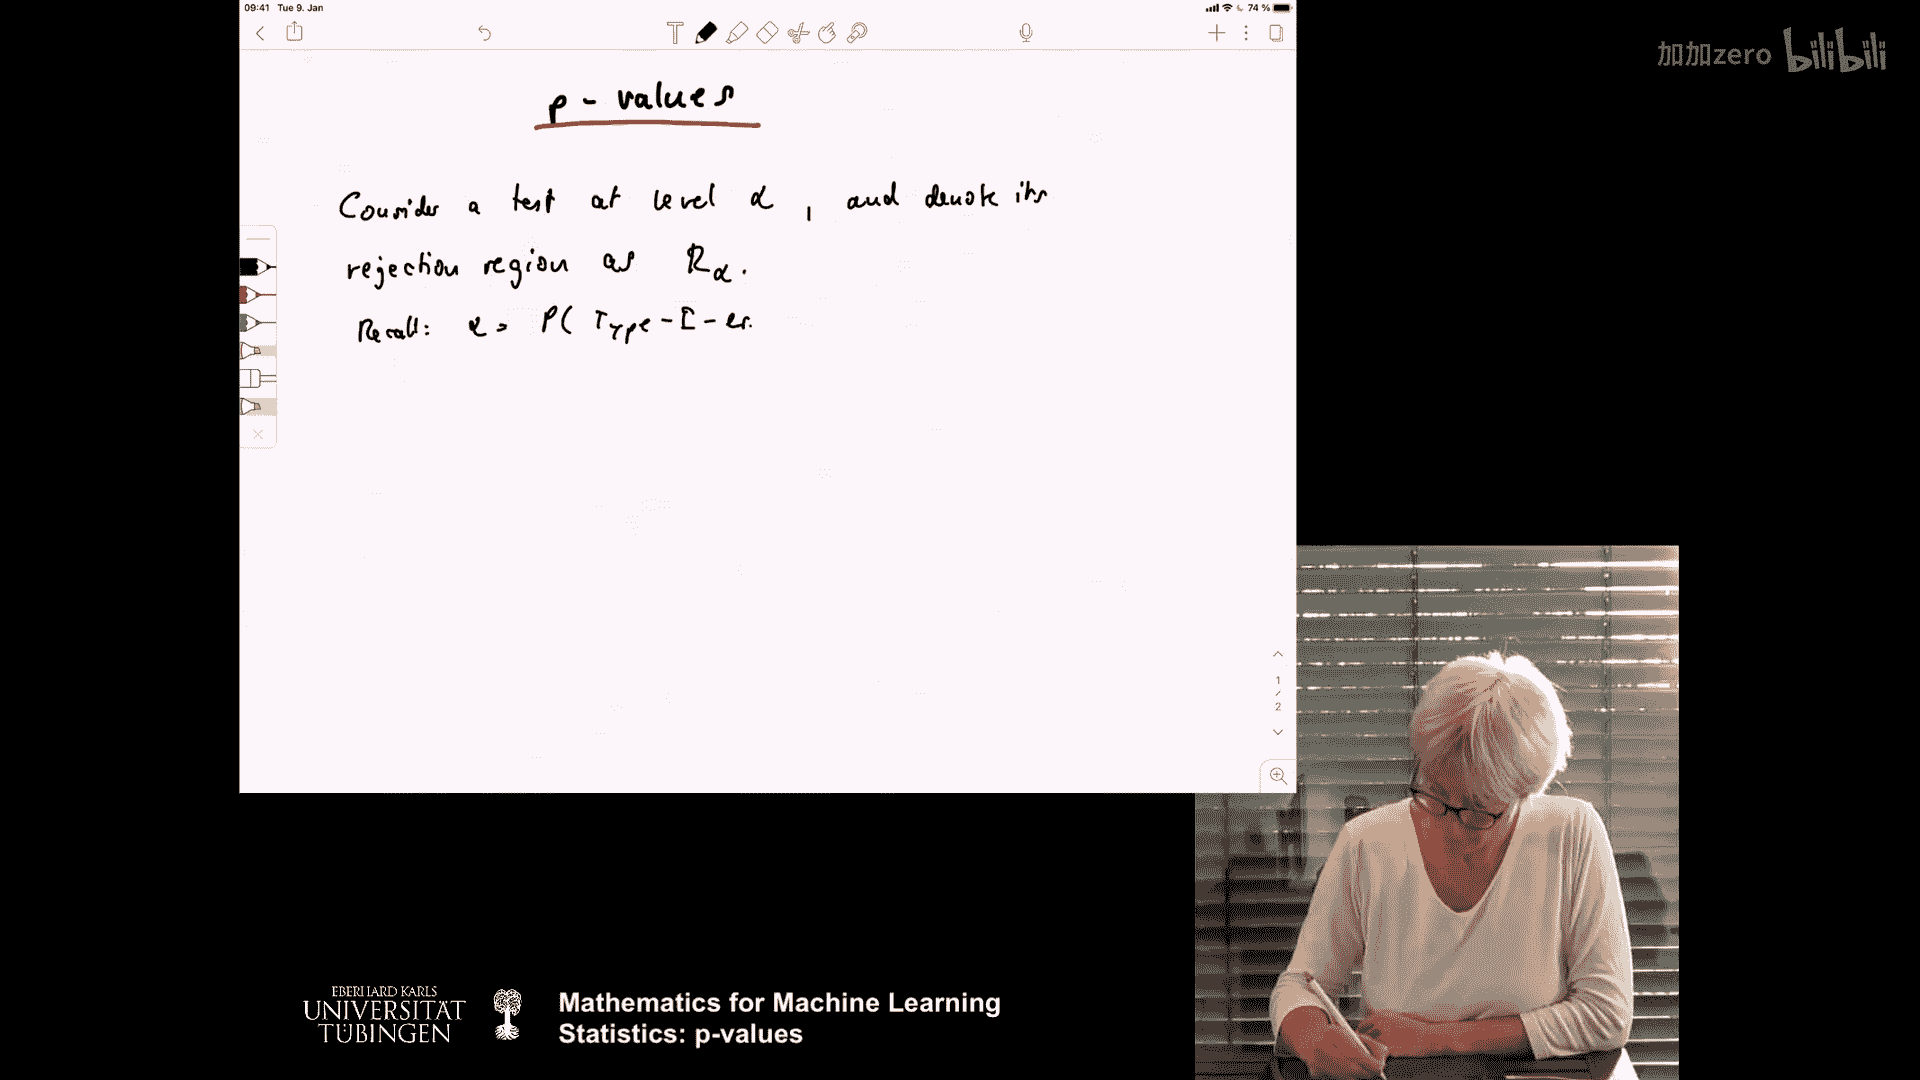 09:41 Tue 9. Jan
74 %
加加zero bilibili
p - values
Consider a test at level α , and denote its
rejection region as Rα.
Recall: α = P( Type-I-er.
1
/
2
EBERHARD KARLS
UNIVERSITÄT
TÜBINGEN
Mathematics for Machine Learning
Statistics: p-values